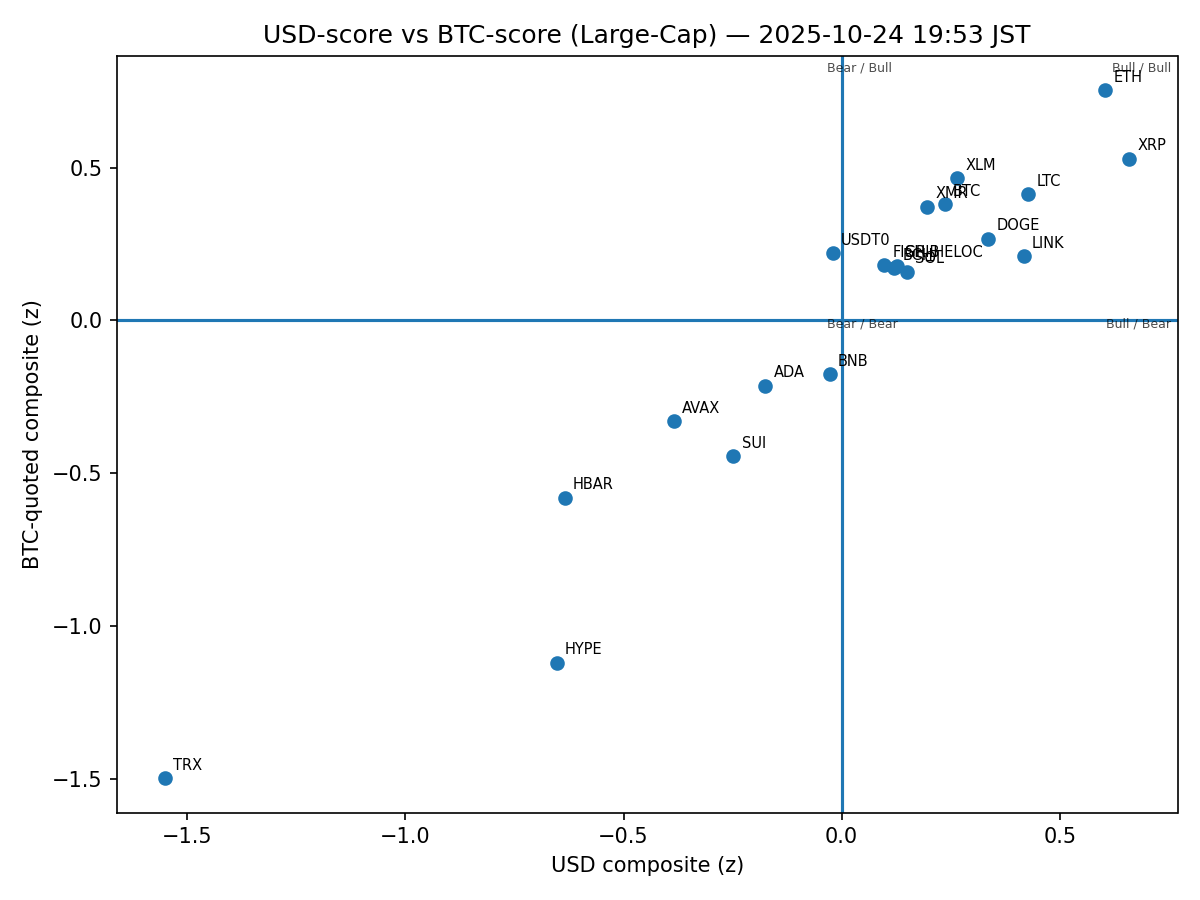 USD-score vs BTC-score (Large-Cap) — 2025-10-24 19:53 JST
Bear / Bull
Bull / Bull
ETH
XRP
XLM
LTC
XMR
BTC
DOGE
USDT0
LINK
SOL
Bear / Bear
Bull / Bear
BNB
ADA
AVAX
SUI
HBAR
HYPE
TRX
0.5
0.0
−0.5
−1.0
−1.5
−1.5
−1.0
−0.5
0.0
0.5
BTC-quoted composite (z)
USD composite (z)